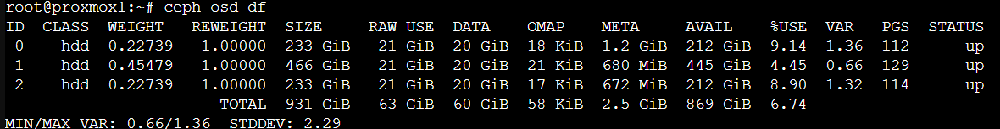 root@proxmox1:~# ceph osd df
ID CLASS WEIGHT REWEIGHT SIZE RAW USE DATA OMAP META AVAIL %USE VAR PGS STATUS
0 hdd 0.22739 1.00000 233 GiB 21 GiB 20 GiB 18 KiB 1.2 GiB 212 GiB 9.14 1.36 112 up
1 hdd 0.45479 1.00000 466 GiB 21 GiB 20 GiB 21 KiB 680 MiB 445 GiB 4.45 0.66 129 up
2 hdd 0.22739 1.00000 233 GiB 21 GiB 20 GiB 17 KiB 672 MiB 212 GiB 8.90 1.32 114 up
TOTAL 931 GiB 63 GiB 60 GiB 58 KiB 2.5 GiB 869 GiB 6.74
MIN/MAX VAR: 0.66/1.36 STDDEV: 2.29